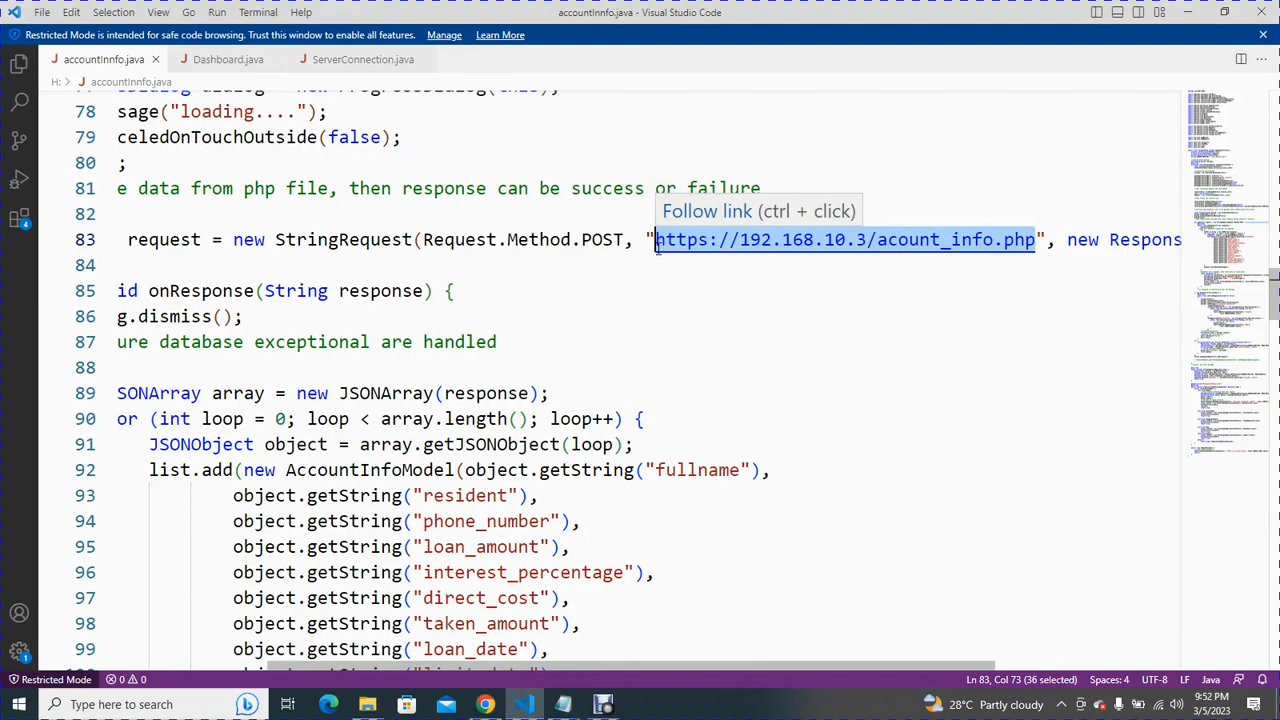 File Edit Selection View Go Run Terminal Help accountInnfo.java - Visual Studio Code
Restricted Mode is intended for safe code browsing. Trust this window to enable all features. Manage Learn More
accountInnfo.java Dashboard.java ServerConnection.java
H: > accountInnfo.java
78 sage("loading....");
79 celedOnTouchOutside(false);
80 ;
81 e data from php file, then response can be success or failure
82
Follow link (ctrl + click)
83 request = new StringRequest(Request.Method.POST, "https://192.168.10.3/acount_info.php", new Respons
84
85 id onResponse(String response) {
86 g.dismiss();
87 ure database exceptional are handled
88
89 SONArray array = new JSONArray(response);
90 or (int loop = 0; loop < array.length(); loop++) {
91 JSONObject object = array.getJSONObject(loop);
92 list.add(new AccountInfoModel(object.getString("fullname"),
93 object.getString("resident"),
94 object.getString("phone_number"),
95 object.getString("loan_amount"),
96 object.getString("interest_percentage"),
97 object.getString("direct_cost"),
98 object.getString("taken_amount"),
99 object.getString("loan_date"),
Restricted Mode 0 0 Ln 83, Col 73 (36 selected) Spaces: 4 UTF-8 LF Java
Type here to search 28°C Partly cloudy 9:52 PM
3/5/2023